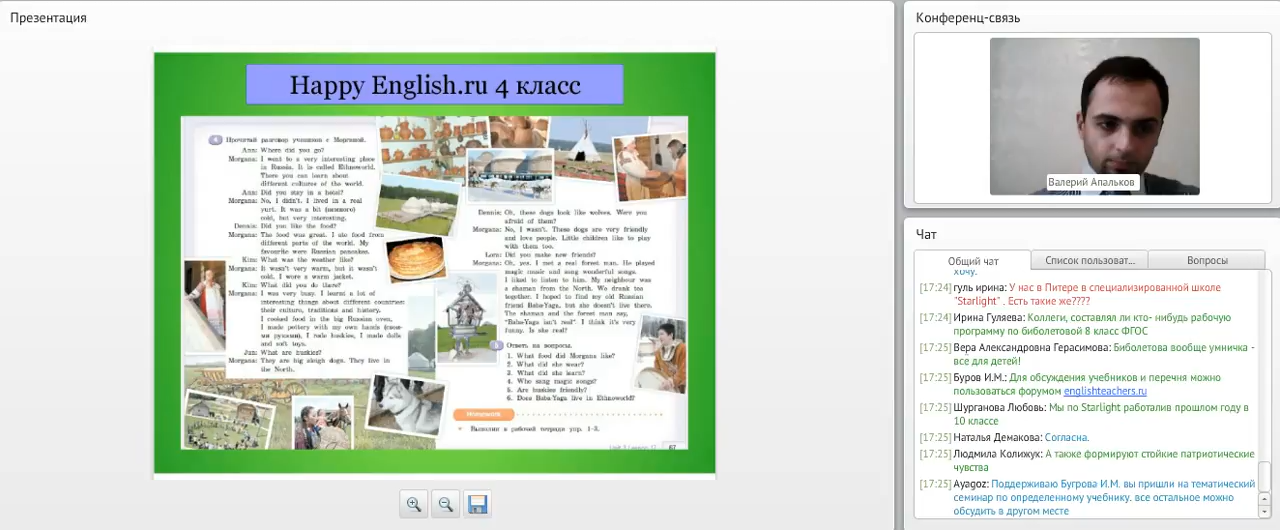 Презентация
Happy English.ru 4 класс
4 Прочитай разговор учеников с Морганой.
Ann: Where did you go?
Morgana: I went to a very interesting place
in Russia. It is called Ethnoworld.
There you can learn about
different cultures of the world.
Ann: Did you stay in a hotel?
Morgana: No, I didn't. I lived in a real
yurt. It was a bit (немного)
cold, but very interesting.
Dennis: Did you like the food?
Morgana: The food was great. I ate food from
different parts of the world. My
favourite were Russian pancakes.
Kim: What was the weather like?
Morgana: It wasn't very warm, but it wasn't
cold. I wore a warm jacket.
Kim: What did you do there?
Morgana: I was very busy. I learnt a lot of
interesting things about different countries:
their culture, traditions and history.
I cooked food in the big Russian oven,
I made pottery with my own hands (
), I rode huskies, I made dolls
and soft toys.
Jan: What are huskies?
Morgana: They are big sleigh dogs. They live in
the North.
Dennis: Oh, these dogs look like wolves. Were you
afraid of them?
Morgana: No, I wasn't. These dogs are very friendly
and love people. Little children like to play
with them too.
Lora: Did you make new friends?
Morgana: Oh, yes. I met a real forest man. He played
magic music and sang wonderful songs.
I liked to listen to him. My neighbour was
a shaman from the North. We drank tea
together. I hoped to find my old Russian
friend Baba-Yaga, but she doesn't live there.
The shaman and the forest man say,
"Baba-Yaga isn't real". I think it's very
funny. Is she real?
5 Ответь на вопросы.
1. What food did Morgana like?
2. What did she wear?
3. What did she learn?
4. Who sang magic songs?
5. Are huskies friendly?
6. Does Baba-Yaga live in Ethnoworld?
Homework
• Выполни в рабочей тетради упр. 1–3.
67
Конференц-связь
Валерий Апальков
Чат
Общий чат
Список пользоват...
Вопросы
хочу.
[17:24] гуль ирина: У нас в Питере в специализированной школе
"Starlight" . Есть такие же????
[17:24] Ирина Гуляева: Коллеги, составлял ли кто- нибудь рабочую
программу по биболетовой 8 класс ФГОС
[17:25] Вера Александровна Герасимова: Биболетова вообще умничка -
все для детей!
[17:25] Буров И.М.: Для обсуждения учебников и перечня можно
пользоваться форумом englishteachers.ru
[17:25] Шурганова Любовь: Мы по Starlight работалив прошлом году в
10 классе
[17:25] Наталья Демакова: Согласна.
[17:25] Людмила Колижук: А также формируют стойкие патриотические
чувства
[17:25] Ayagoz: Поддерживаю Бугрова И.М. вы пришли на тематический
семинар по определенному учебнику. все остальное можно
обсудить в другом месте